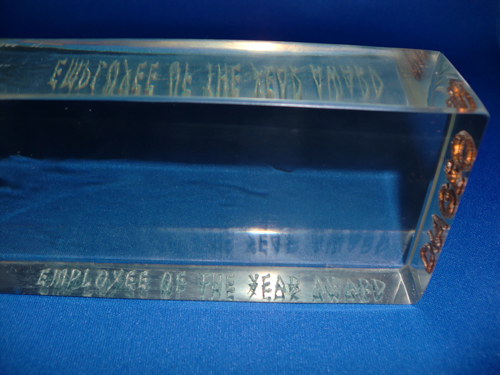 EMPLOYEE OF THE YEAR AWARD